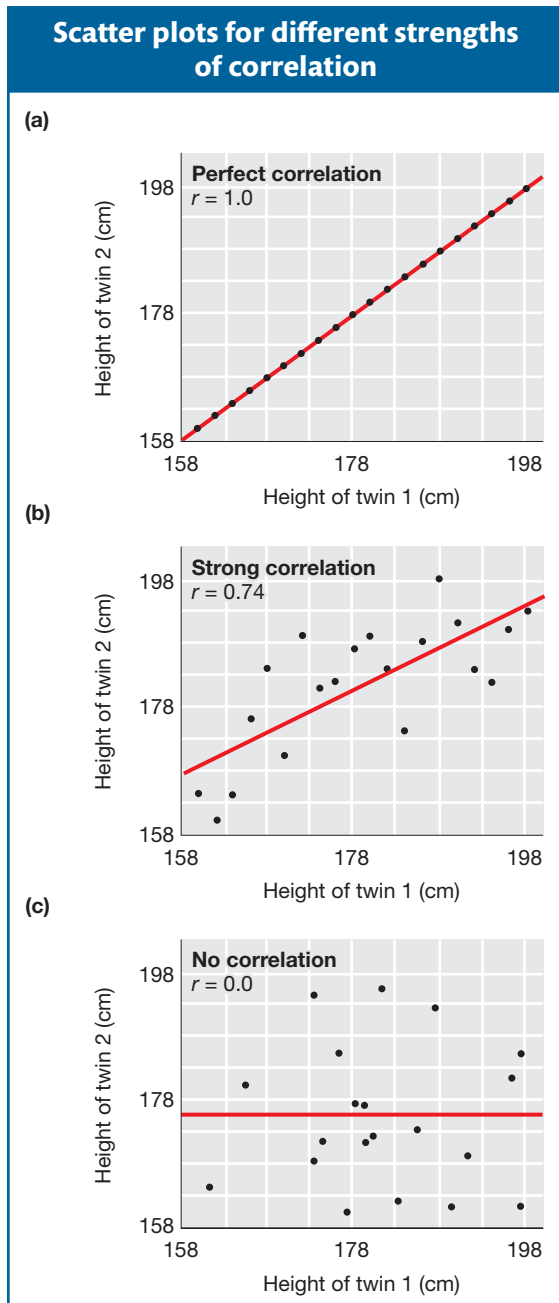 Scatter plots for different strengths
of correlation
(a)
Perfect correlation
r = 1.0
198
178
158
Height of twin 2 (cm)
158 178 198
Height of twin 1 (cm)
(b)
Strong correlation
r = 0.74
198
178
158
Height of twin 2 (cm)
158 178 198
Height of twin 1 (cm)
(c)
No correlation
r = 0.0
198
178
158
Height of twin 2 (cm)
158 178 198
Height of twin 1 (cm)